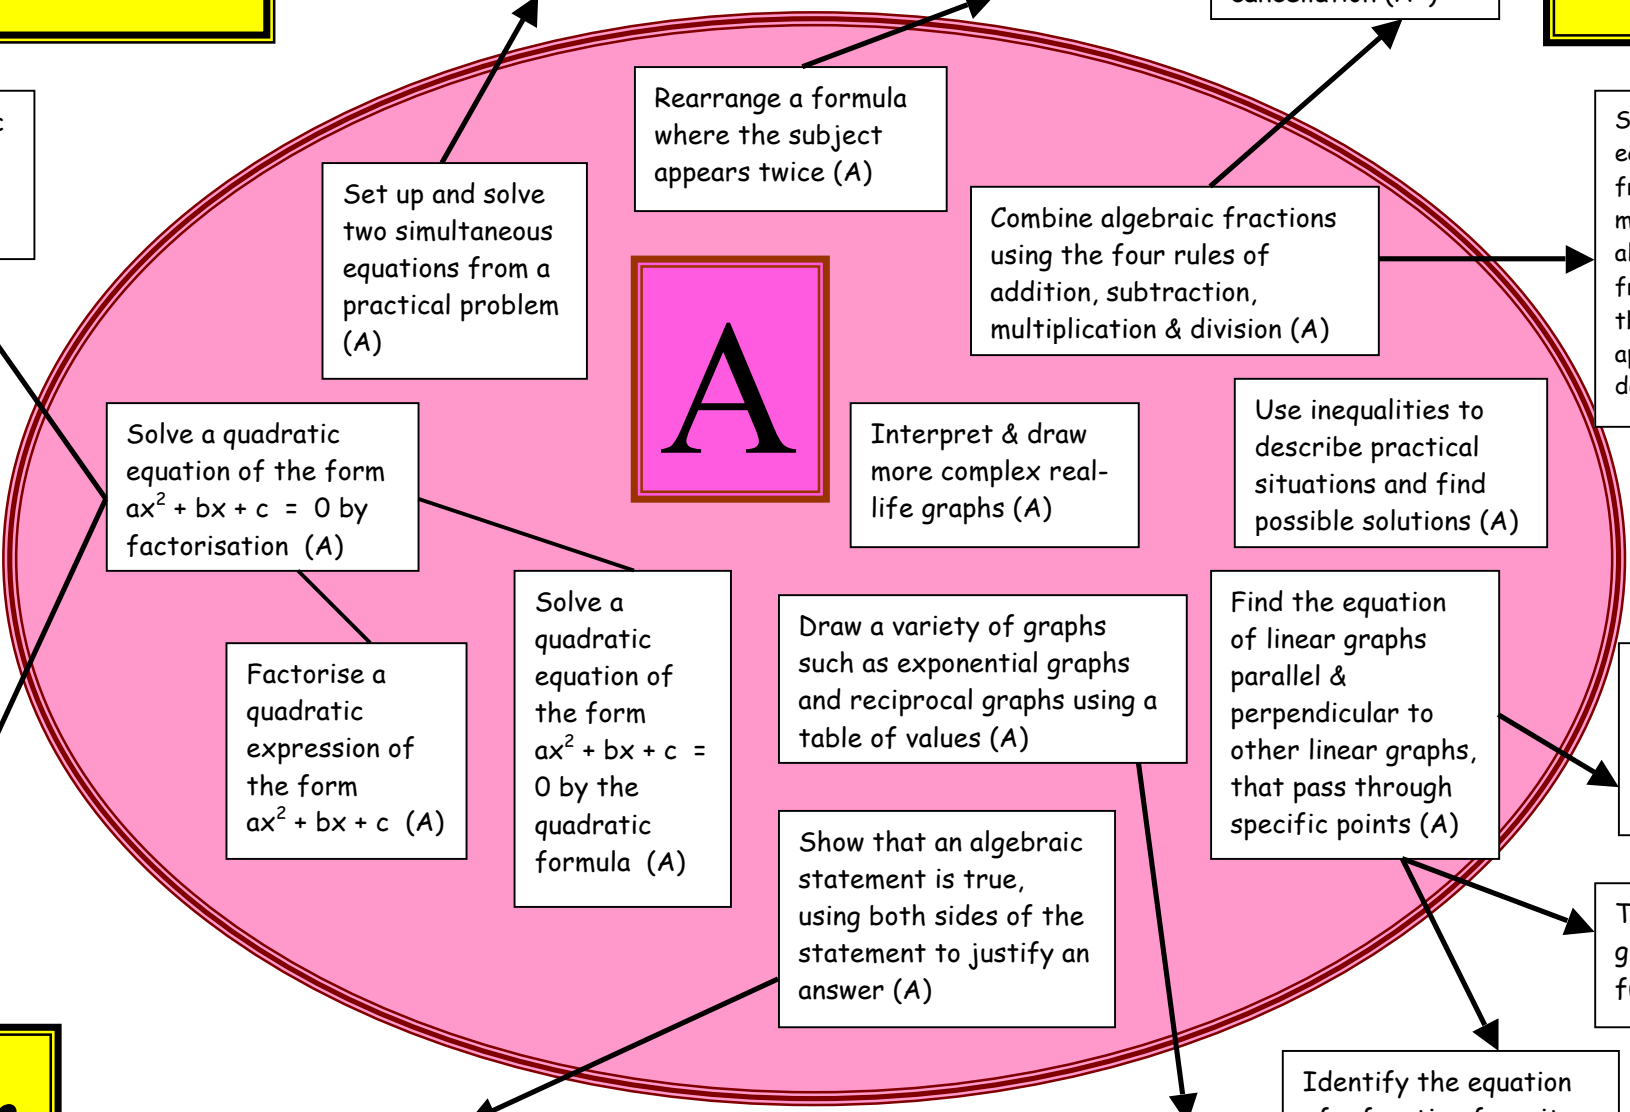 Rearrange a formula
where the subject
appears twice (A)
Set up and solve
two simultaneous
equations from a
practical problem
(A)
Combine algebraic fractions
using the four rules of
addition, subtraction,
multiplication & division (A)
A
Solve a quadratic
equation of the form
ax² + bx + c = 0 by
factorisation (A)
Interpret & draw
more complex real-
life graphs (A)
Use inequalities to
describe practical
situations and find
possible solutions (A)
Factorise a
quadratic
expression of
the form
ax² + bx + c (A)
Solve a
quadratic
equation of
the form
ax² + bx + c =
0 by the
quadratic
formula (A)
Draw a variety of graphs
such as exponential graphs
and reciprocal graphs using a
table of values (A)
Find the equation
of linear graphs
parallel &
perpendicular to
other linear graphs,
that pass through
specific points (A)
Show that an algebraic
statement is true,
using both sides of the
statement to justify an
answer (A)
Identify the equation